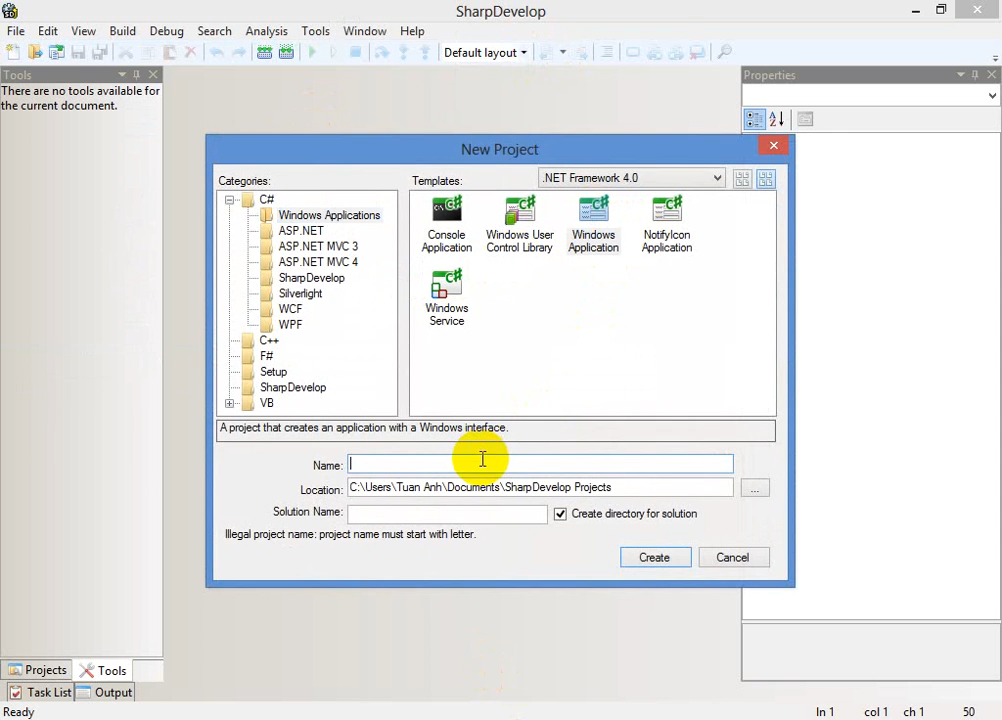 SharpDevelop
File Edit View Build Debug Search Analysis Tools Window Help
Default layout
Tools
There are no tools available for
the current document.
Properties
New Project
Categories:
Templates:
.NET Framework 4.0
C#
Windows Applications
ASP.NET
ASP.NET MVC 3
ASP.NET MVC 4
SharpDevelop
Silverlight
WCF
WPF
C++
F#
Setup
SharpDevelop
VB
Console
Application
Windows User
Control Library
Windows
Application
NotifyIcon
Application
Windows
Service
A project that creates an application with a Windows interface.
Name:
Location: C:\Users\Tuan Anh\Documents\SharpDevelop Projects ...
Solution Name: Create directory for solution
Illegal project name: project name must start with letter.
Create Cancel
Projects Tools
Task List Output
Ready ln 1 col 1 ch 1 50